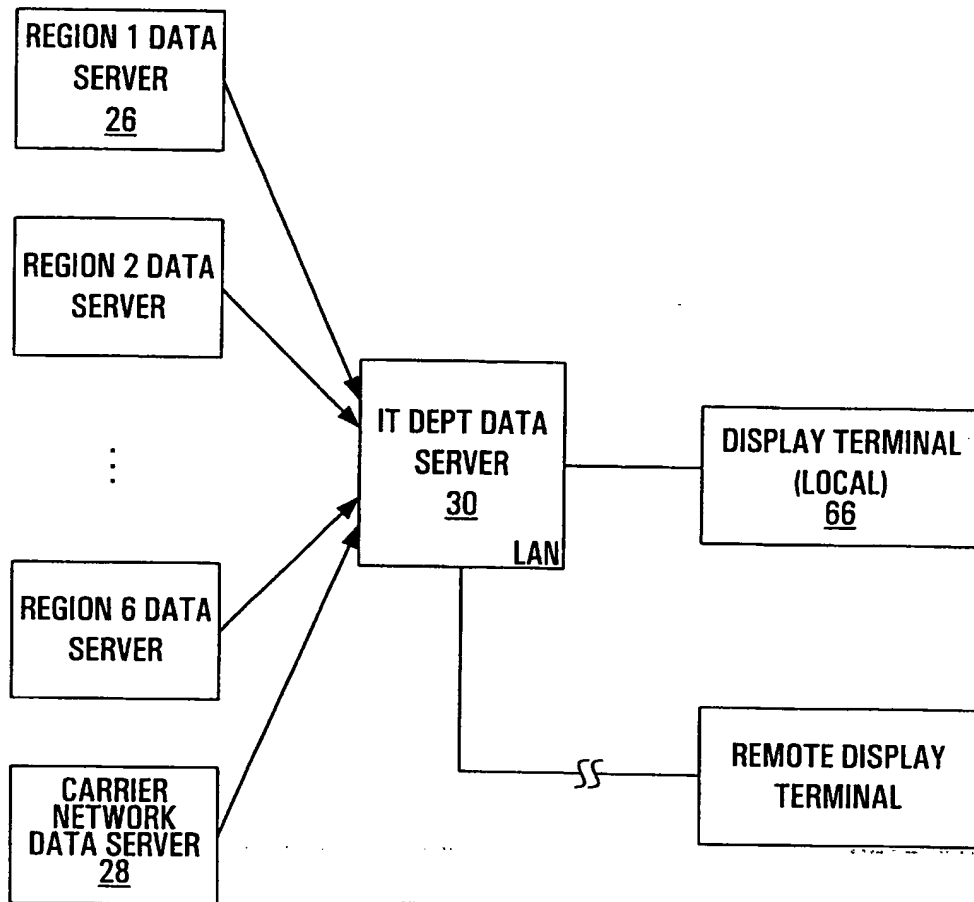 REGION 1 DATA
SERVER
26
REGION 2 DATA
SERVER
REGION 6 DATA
SERVER
CARRIER
NETWORK
DATA SERVER
28
IT DEPT DATA
SERVER
30
LAN
DISPLAY TERMINAL
(LOCAL)
66
REMOTE DISPLAY
TERMINAL